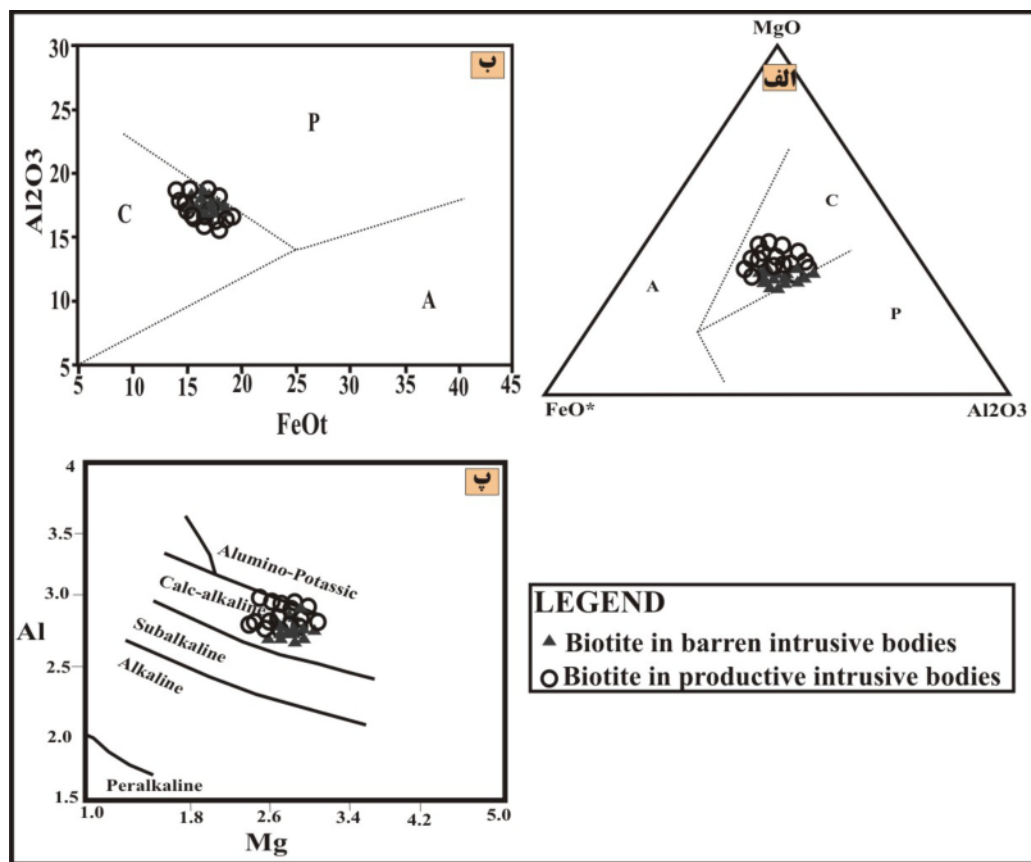 30
25
20
15
10
5
Al2O3
ب
P
C
A
5
10
15
20
25
30
35
40
45
FeOt
MgO
الف
C
A
P
FeO*
Al2O3
4
3.5
3.0
2.5
2.0
1.5
Al
پ
Alumino-Potassic
Calc-alkaline
Subalkaline
Alkaline
Peralkaline
1.0
1.8
2.6
3.4
4.2
5.0
Mg
LEGEND
Biotite in barren intrusive bodies
Biotite in productive intrusive bodies